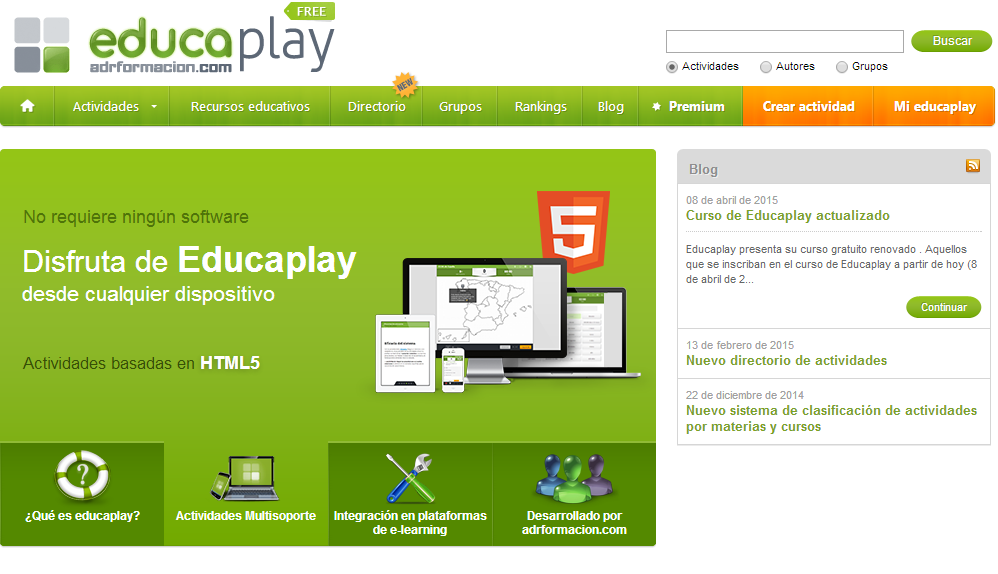 FREE
educaplay
adrformacion.com
Buscar
Actividades Autores Grupos
NEW
Actividades Recursos educativos Directorio Grupos Rankings Blog Premium Crear actividad Mi educaplay
No requiere ningún software
Disfruta de Educaplay
desde cualquier dispositivo
Actividades basadas en HTML5
5
¿Qué es educaplay?
Actividades Multisoporte
Integración en plataformas
de e-learning
Desarrollado por
adrformacion.com
Blog
08 de abril de 2015
Curso de Educaplay actualizado
Educaplay presenta su curso gratuito renovado . Aquellos
que se inscriban en el curso de Educaplay a partir de hoy (8
de abril de 2...
Continuar
13 de febrero de 2015
Nuevo directorio de actividades
22 de diciembre de 2014
Nuevo sistema de clasificación de actividades
por materias y cursos